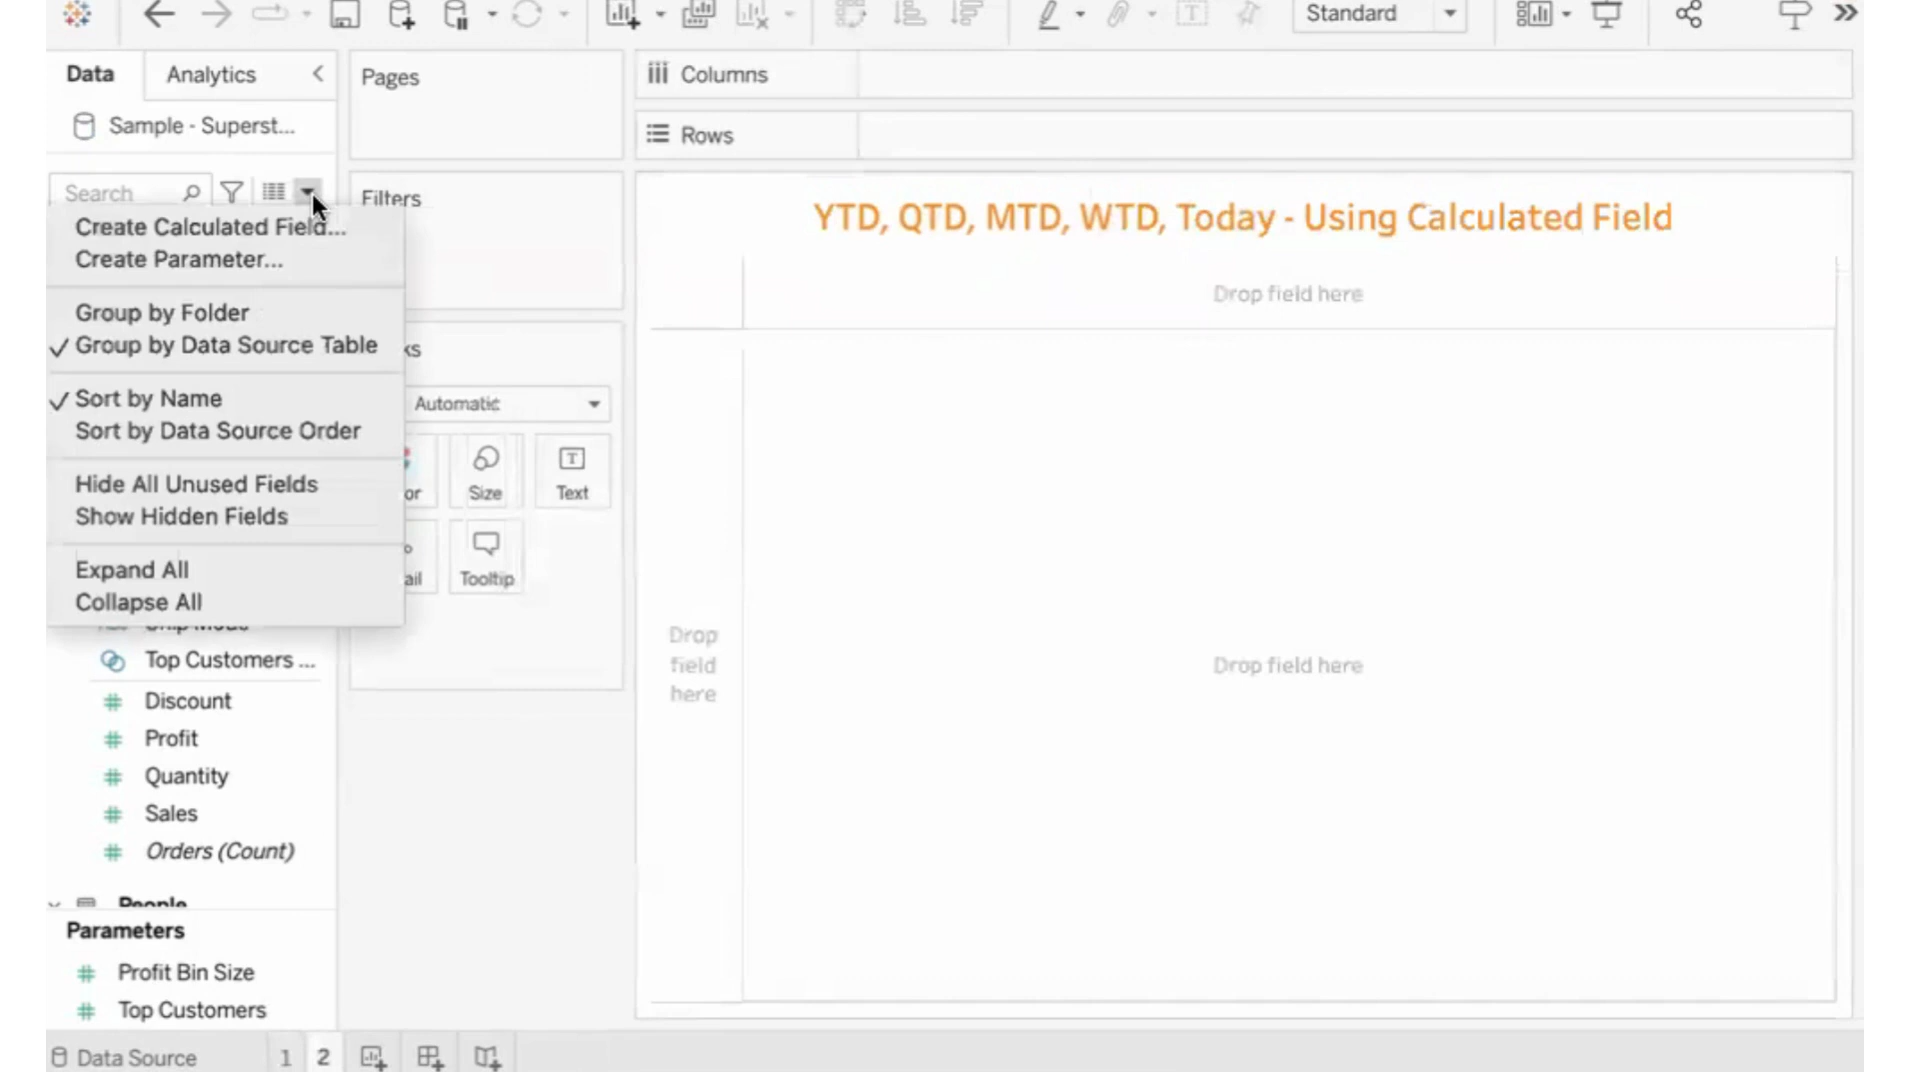 Standard
Data
Analytics
Pages
Columns
Sample - Superst...
Rows
Search
Filters
YTD, QTD, MTD, WTD, Today - Using Calculated Field
Create Calculated Field...
Create Parameter...
Drop field here
Group by Folder
Group by Data Source Table
ks
Sort by Name
Automatic
Sort by Data Source Order
Hide All Unused Fields
or
Size
Text
Show Hidden Fields
Expand All
ail
Tooltip
Collapse All
Drop
field
here
Drop field here
Top Customers ...
Discount
Profit
Quantity
Sales
Orders (Count)
People
Parameters
Profit Bin Size
Top Customers
Data Source
1
2